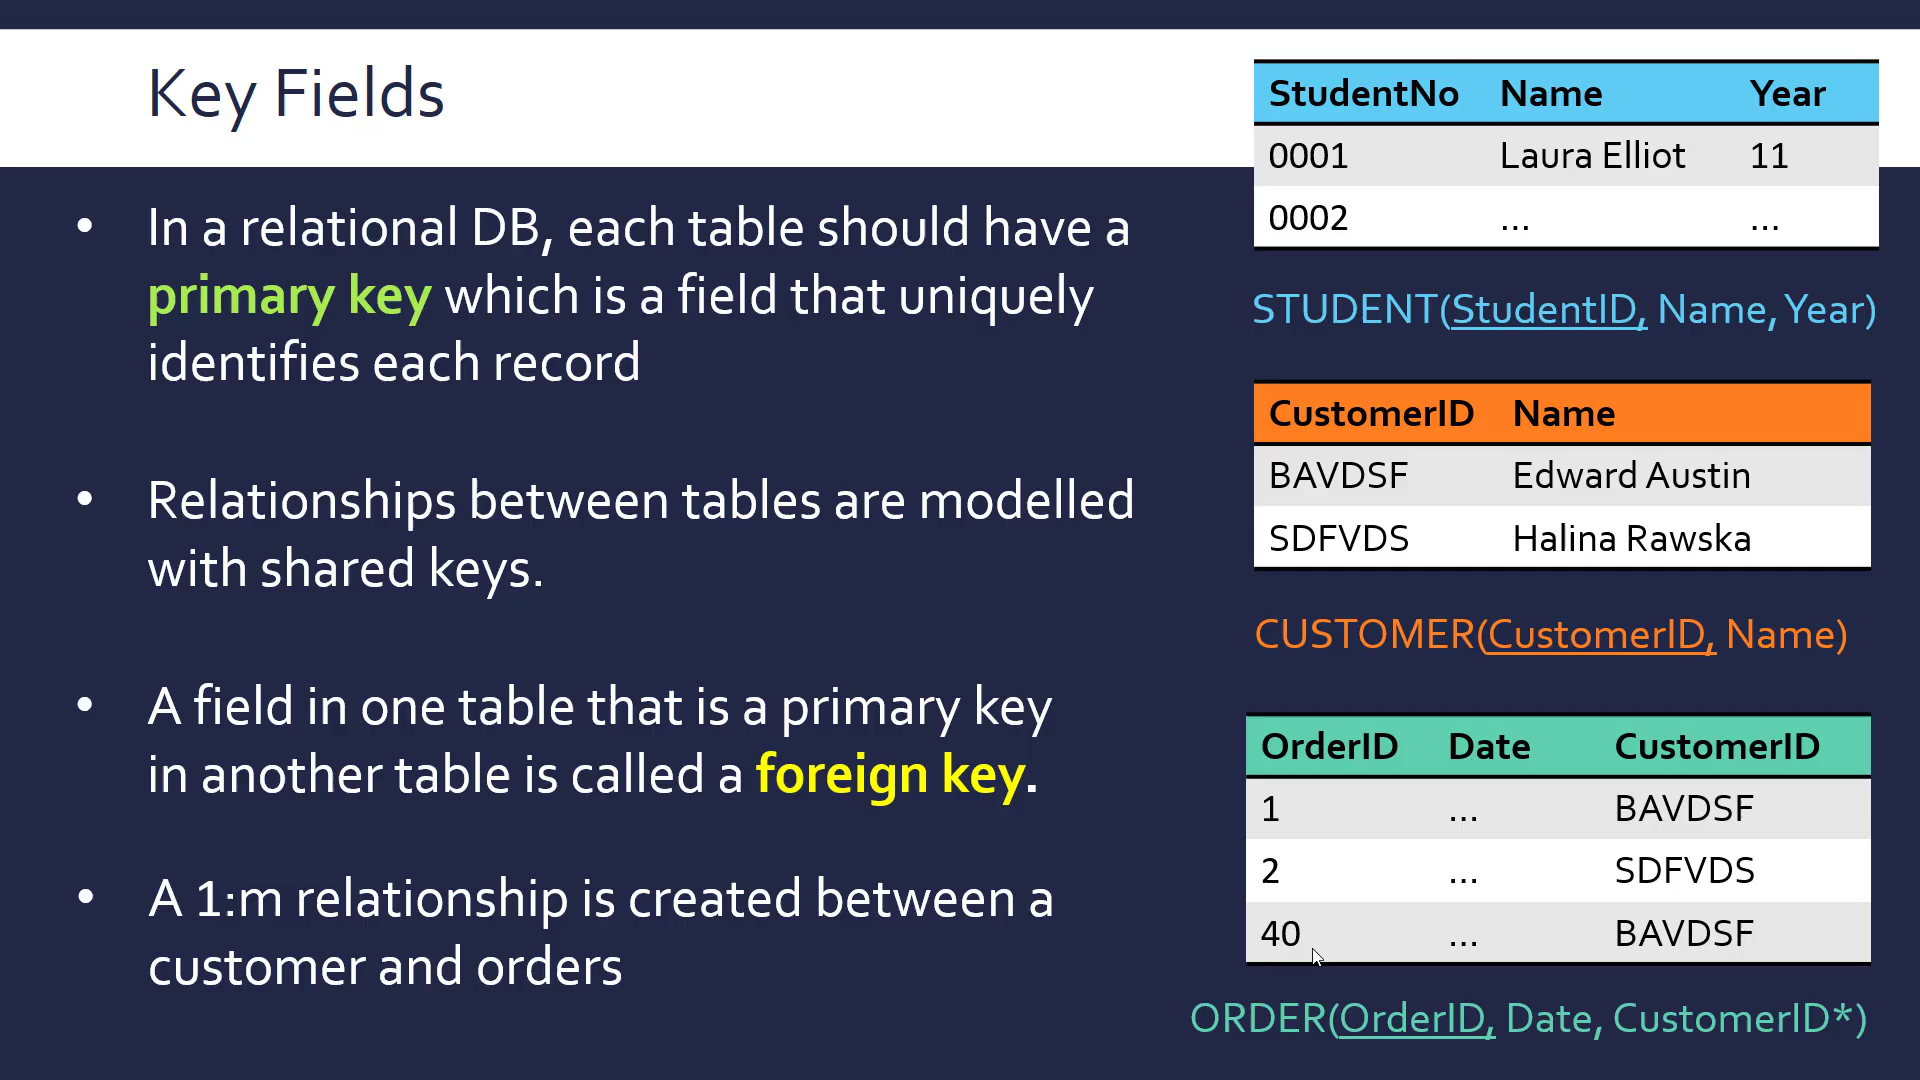 Key Fields
• In a relational DB, each table should have a
primary key which is a field that uniquely
identifies each record
• Relationships between tables are modelled
with shared keys.
• A field in one table that is a primary key
in another table is called a foreign key.
• A 1:m relationship is created between a
customer and orders
StudentNo Name Year
0001 Laura Elliot 11
0002 ... ...
STUDENT(StudentID, Name, Year)
CustomerID Name
BAVDSF Edward Austin
SDFVDS Halina Rawska
CUSTOMER(CustomerID, Name)
OrderID Date CustomerID
1 ... BAVDSF
2 ... SDFVDS
40 ... BAVDSF
ORDER(OrderID, Date, CustomerID*)